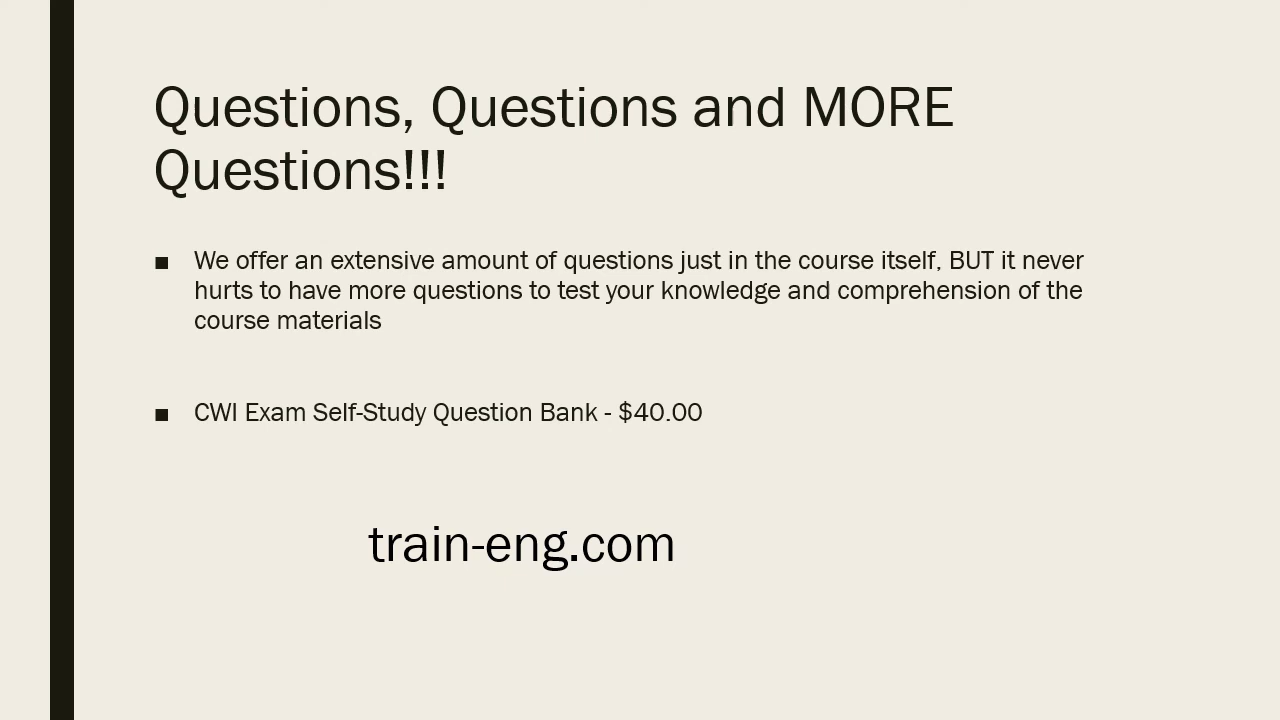 Questions, Questions and MORE
Questions!!!
■ We offer an extensive amount of questions just in the course itself, BUT it never
hurts to have more questions to test your knowledge and comprehension of the
course materials
■ CWI Exam Self-Study Question Bank - $40.00
train-eng.com